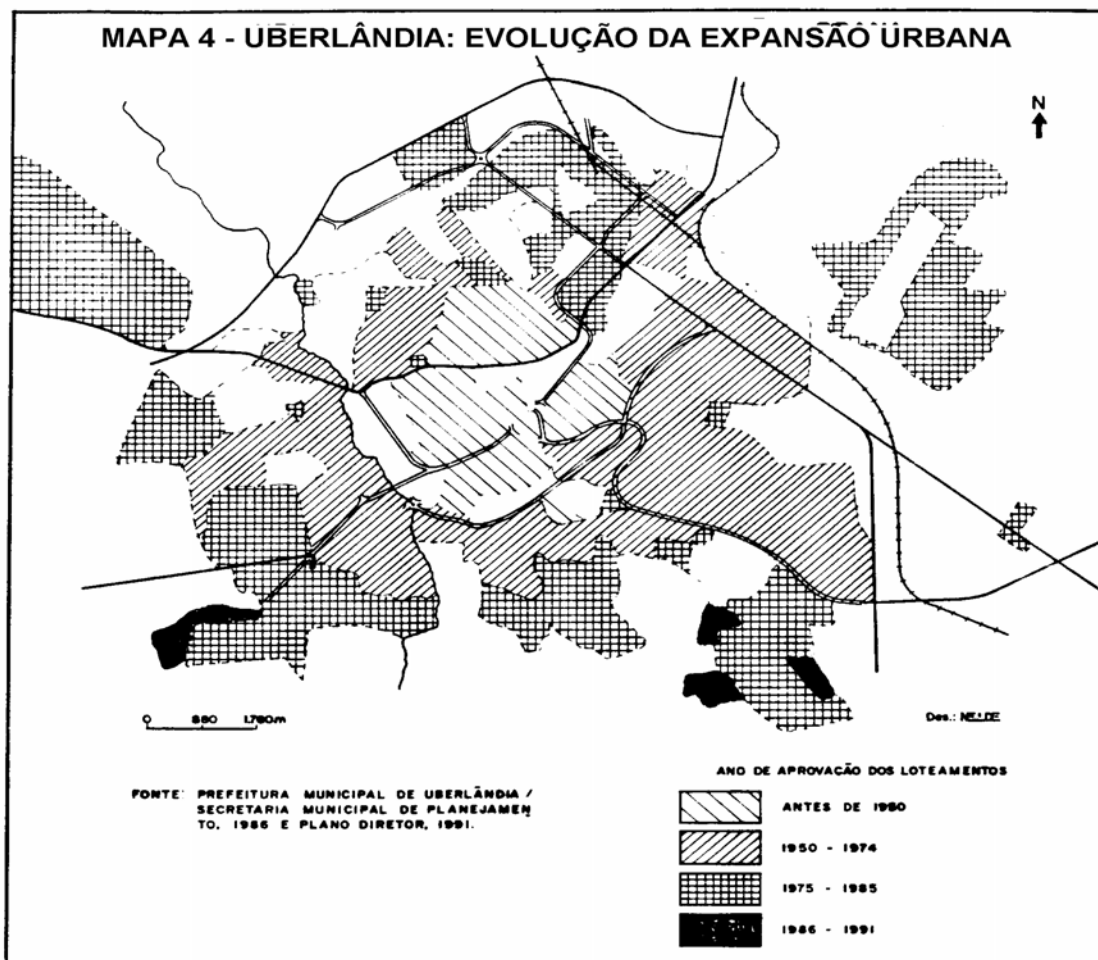 MAPA 4 - UBERLÂNDIA: EVOLUÇÃO DA EXPANSÃO URBANA
N
0 880 1.760m
Des.:
ANO DE APROVAÇÃO DOS LOTEAMENTOS
FONTE: PREFEITURA MUNICIPAL DE UBERLÂNDIA /
SECRETARIA MUNICIPAL DE PLANEJAMEN
TO, 1986 E PLANO DIRETOR, 1991.
ANTES DE 1950
1950 - 1974
1975 - 1985
1986 - 1991